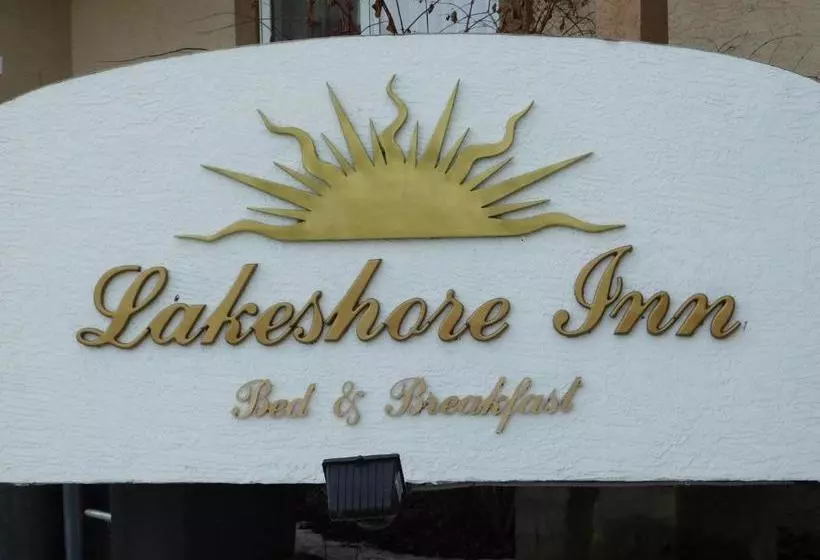 Lakeshore Inn
Bed & Breakfast